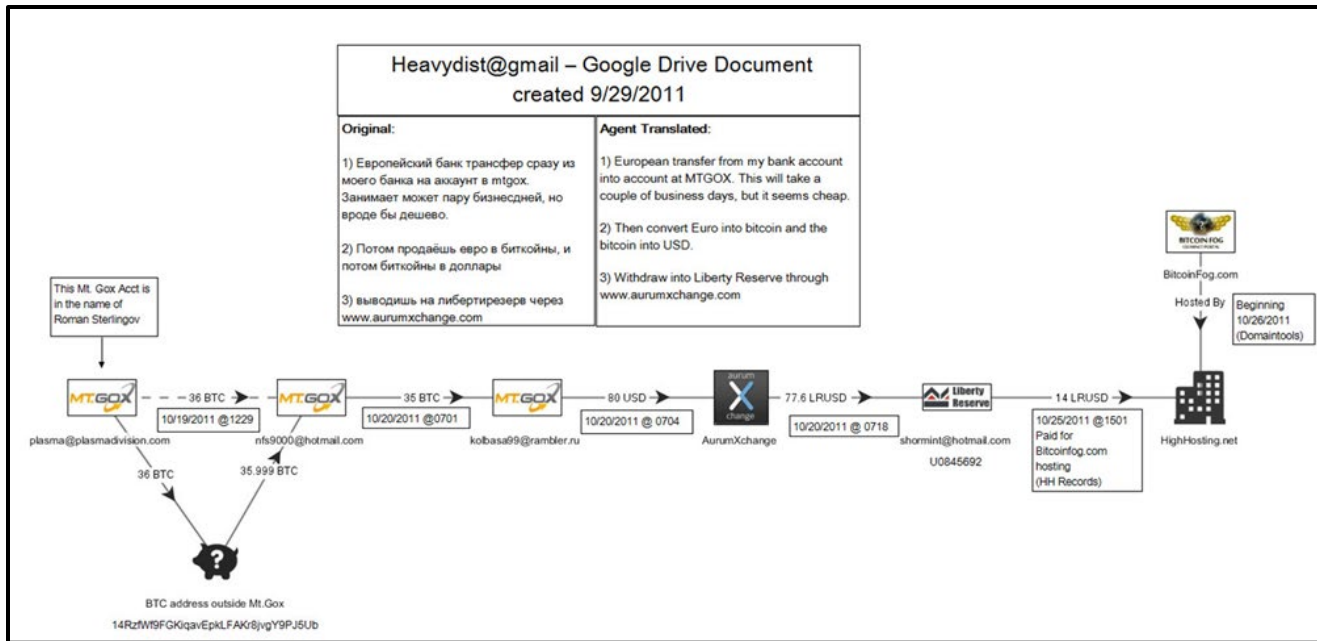 Heavydist@gmail – Google Drive Document
created 9/29/2011
Original:
1) Европейский банк трансфер сразу из
моего банка на аккаунт в mtgox.
Занимает может пару бизнесдней, но
вроде бы дешево.
2) Потом продаёшь евро в биткойны, и
потом биткойны в доллары
3) выводишь на либертирезерв через
www.aurumxchange.com
Agent Translated:
1) European transfer from my bank account
into account at MTGOX. This will take a
couple of business days, but it seems cheap.
2) Then convert Euro into bitcoin and the
bitcoin into USD.
3) Withdraw into Liberty Reserve through
www.aurumxchange.com
This Mt. Gox Acct is
in the name of
Roman Sterlingov
BITCOIN FOG
BitcoinFog.com
Hosted By
Beginning
10/26/2011
(Domaintools)
MT.GOX
plasma@plasmadivision.com
36 BTC
10/19/2011 @1229
MT.GOX
nfs9000@hotmail.com
35 BTC
10/20/2011 @0701
MT.GOX
kolbasa99@rambler.ru
80 USD
10/20/2011 @ 0704
aurum
X
change
AurumXchange
77.6 LRUSD
10/20/2011 @ 0718
Liberty
Reserve
shormint@hotmail.com
U0845692
14 LRUSD
10/25/2011 @1501
Paid for
Bitcoinfog.com
hosting
(HH Records)
HighHosting.net
36 BTC
35.999 BTC
?
BTC address outside Mt.Gox
14RzfWf9FGKiqavEpkLFAKr8jvgY9PJ5Ub